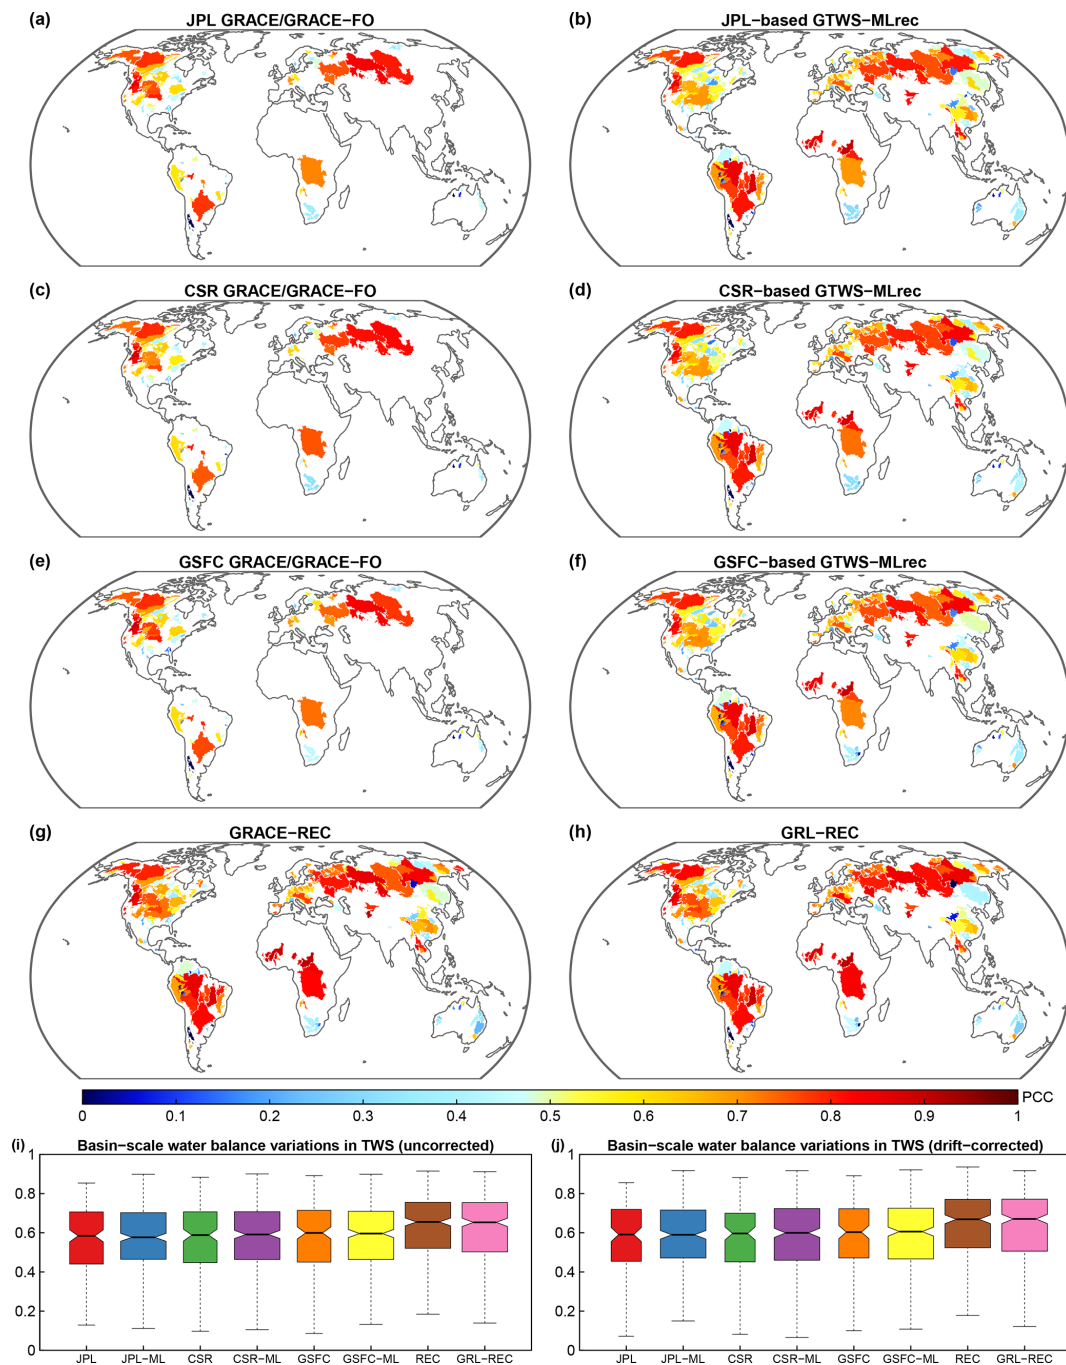 (a) JPL GRACE/GRACE−FO
(b) JPL−based GTWS−MLrec
(c) CSR GRACE/GRACE−FO
(d) CSR−based GTWS−MLrec
(e) GSFC GRACE/GRACE−FO
(f) GSFC−based GTWS−MLrec
(g) GRACE−REC
(h) GRL−REC
0 0.1 0.2 0.3 0.4 0.5 0.6 0.7 0.8 0.9 1 PCC
(i) Basin−scale water balance variations in TWS (uncorrected)
1
0.8
0.6
0.4
0.2
0
JPL JPL−ML CSR CSR−ML GSFC GSFC−ML REC GRL−REC
(j) Basin−scale water balance variations in TWS (drift−corrected)
1
0.8
0.6
0.4
0.2
0
JPL JPL−ML CSR CSR−ML GSFC GSFC−ML REC GRL−REC